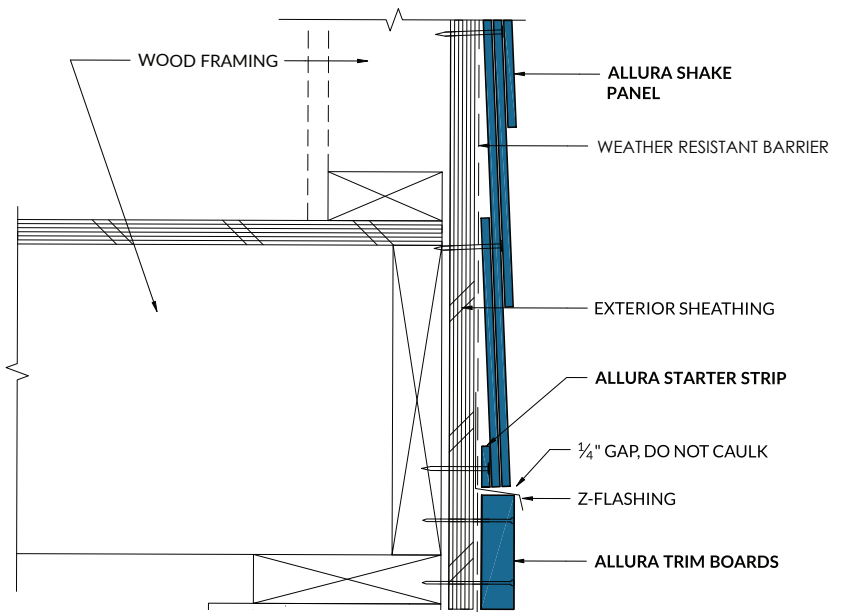 WOOD FRAMING
ALLURA SHAKE
PANEL
WEATHER RESISTANT BARRIER
EXTERIOR SHEATHING
ALLURA STARTER STRIP
¼" GAP, DO NOT CAULK
Z-FLASHING
ALLURA TRIM BOARDS